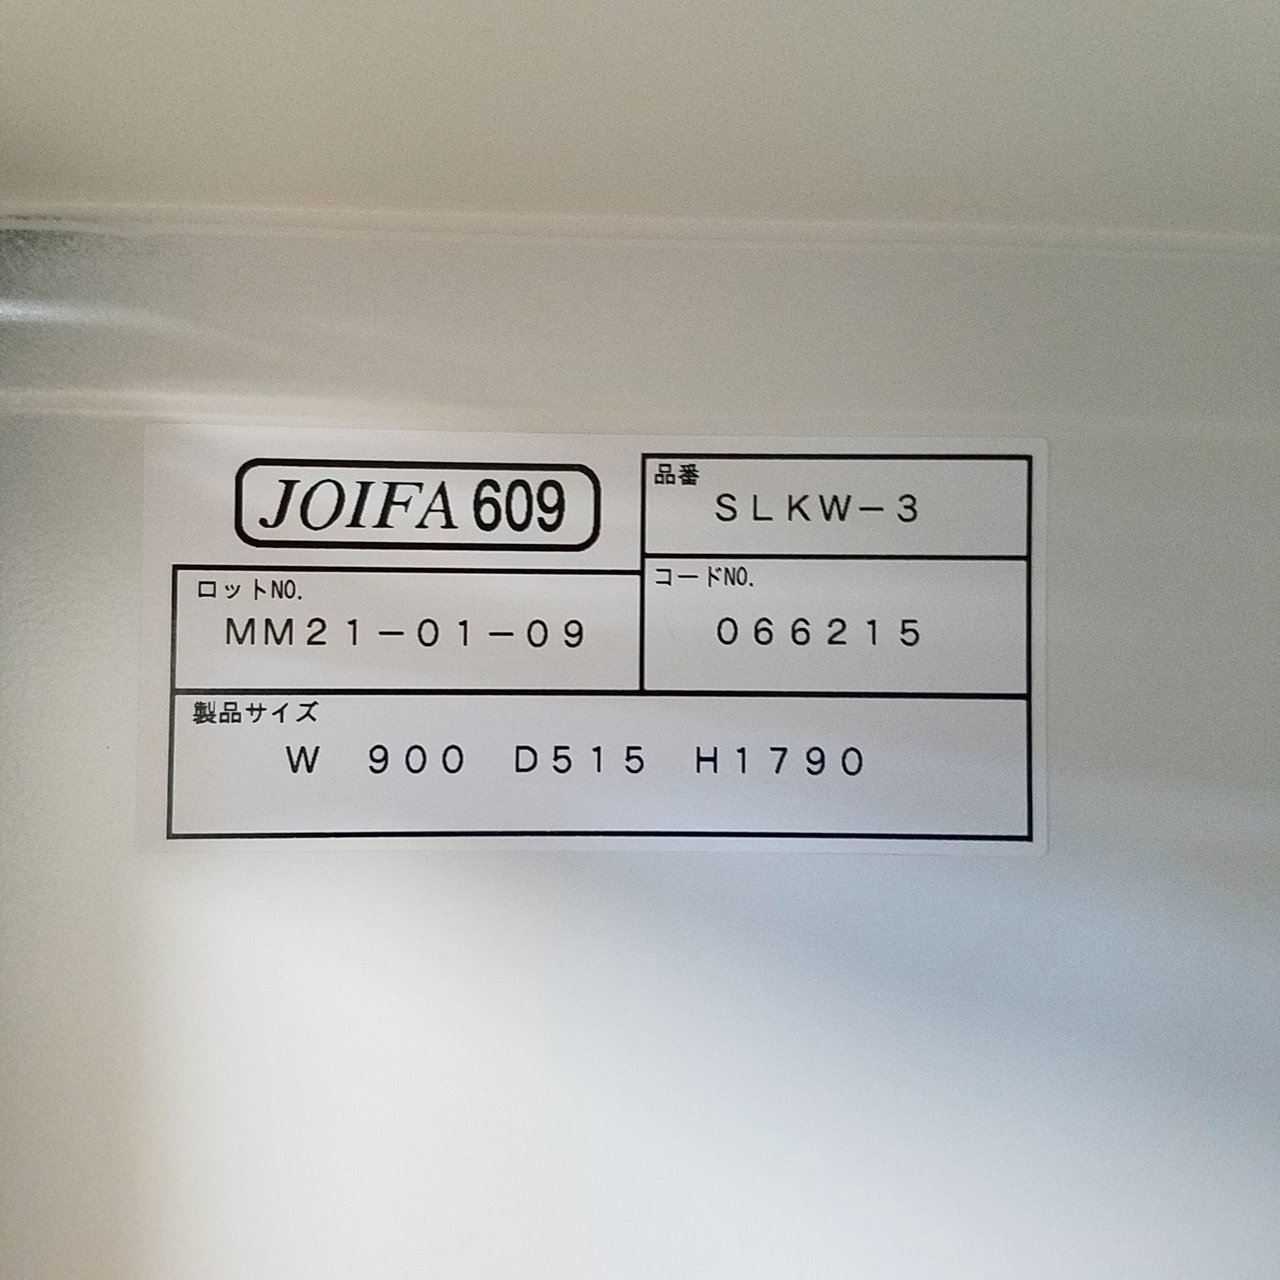 JOIFA 609
品番
SLKW-3
ロットNO.
MM21-01-09
コードNO.
066215
製品サイズ
W 900 D515 H1790